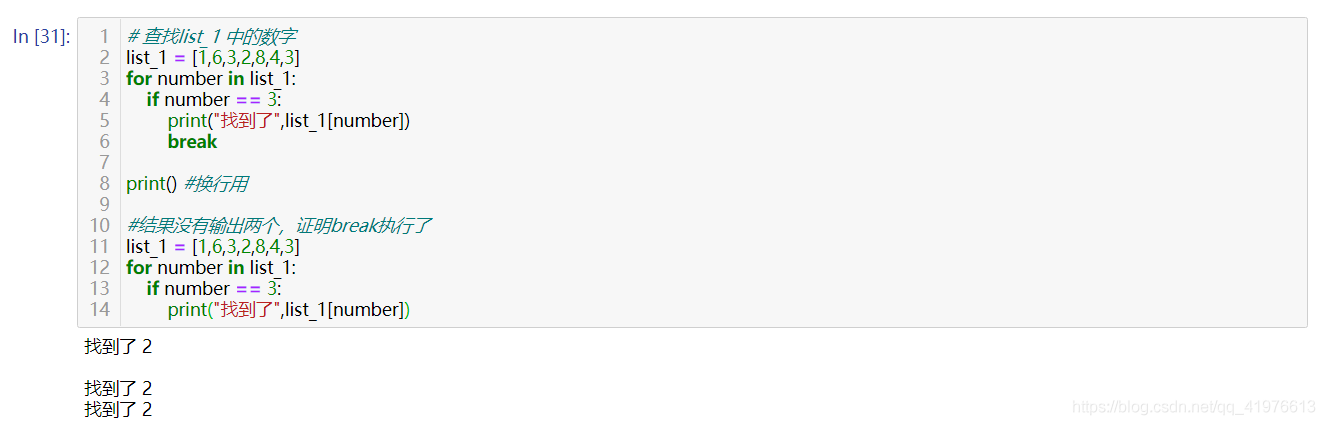 In [31]:
1 # 查找list_1 中的数字
2 list_1 = [1,6,3,2,8,4,3]
3 for number in list_1:
4     if number == 3:
5         print("找到了",list_1[number])
6         break
7
8 print() #换行用
9
10 #结果没有输出两个，证明break执行了
11 list_1 = [1,6,3,2,8,4,3]
12 for number in list_1:
13     if number == 3:
14         print("找到了",list_1[number])
找到了 2
找到了 2
找到了 2
https://blog.csdn.net/qq_41976613